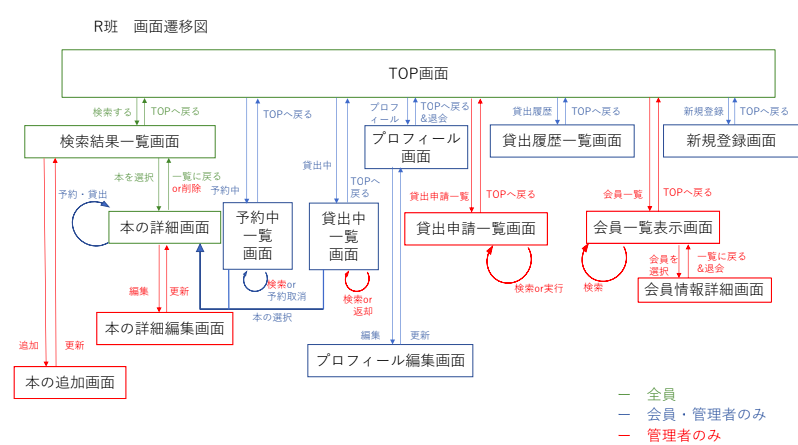 R班　画面遷移図
TOP画面
検索する
TOPへ戻る
TOPへ戻る
プロフ
ィール
TOPへ戻る
&退会
貸出履歴
TOPへ戻る
新規登録
TOPへ戻る
検索結果一覧画面
プロフィール
画面
貸出履歴一覧画面
新規登録画面
本を選択
一覧に戻る
or削除
予約中
貸出中
TOPへ
戻る
貸出申請一覧
TOPへ戻る
会員一覧
TOPへ戻る
予約・貸出
本の詳細画面
予約中
一覧
画面
貸出中
一覧
画面
貸出申請一覧画面
会員一覧表示画面
会員を
選択
一覧に戻る
&退会
編集
更新
検索or
予約取消
検索or
返却
検索or実行
検索
会員情報詳細画面
本の選択
本の詳細編集画面
編集
更新
追加
更新
プロフィール編集画面
本の追加画面
全員
会員・管理者のみ
管理者のみ